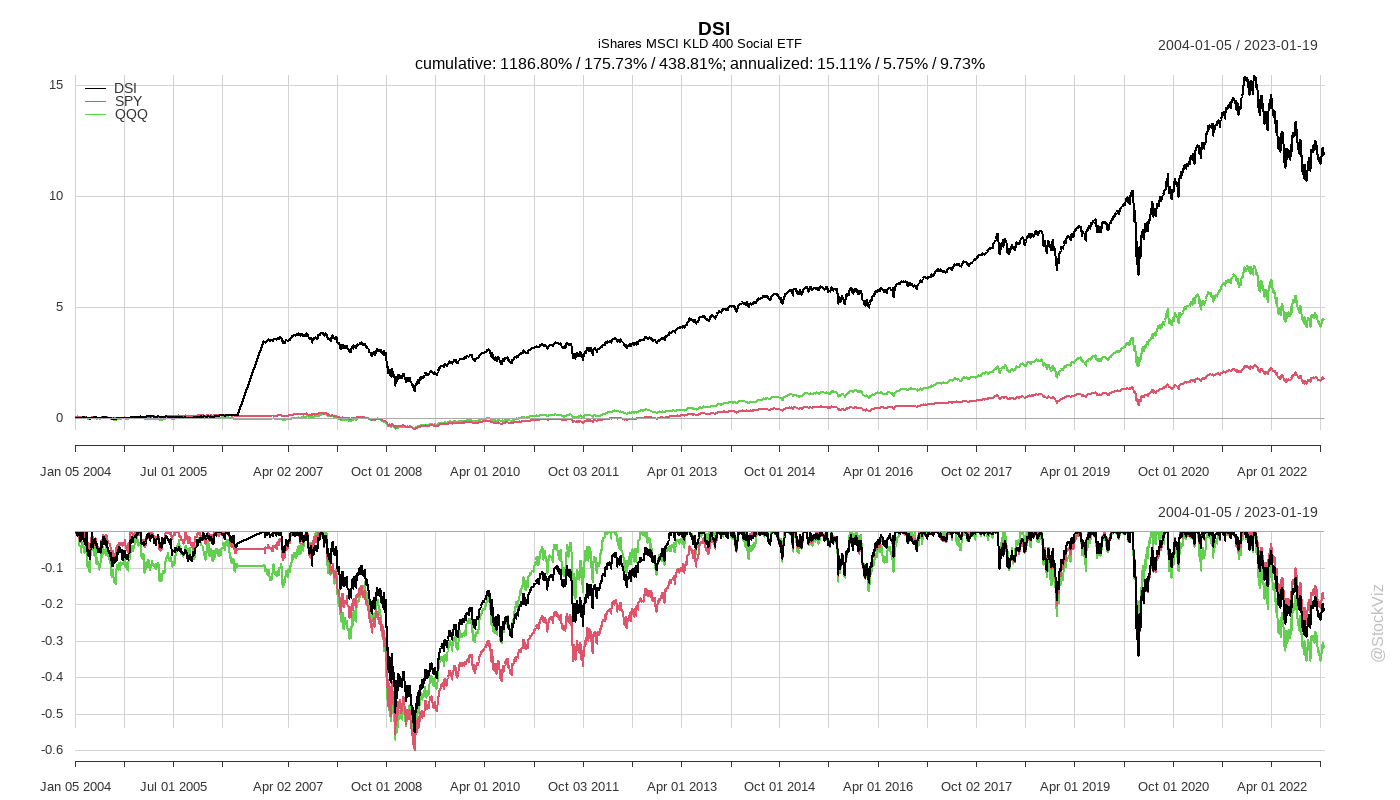 DSI
iShares MSCI KLD 400 Social ETF
2004-01-05 / 2023-01-19
cumulative: 1186.80% / 175.73% / 438.81%; annualized: 15.11% / 5.75% / 9.73%
DSI
SPY
QQQ
15
10
5
0
Jan 05 2004 Jul 01 2005 Apr 02 2007 Oct 01 2008 Apr 01 2010 Oct 03 2011 Apr 01 2013 Oct 01 2014 Apr 01 2016 Oct 02 2017 Apr 01 2019 Oct 01 2020 Apr 01 2022
2004-01-05 / 2023-01-19
-0.1
-0.2
-0.3
-0.4
-0.5
-0.6
Jan 05 2004 Jul 01 2005 Apr 02 2007 Oct 01 2008 Apr 01 2010 Oct 03 2011 Apr 01 2013 Oct 01 2014 Apr 01 2016 Oct 02 2017 Apr 01 2019 Oct 01 2020 Apr 01 2022
@StockViz